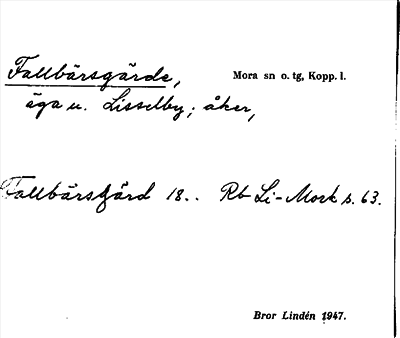 Fallbärsgärde, Mora sn o. tg, Kopp. l.
äga u. Lisselby; åker,
Fallbärsgärd 18.. Rb Li-Mork s. 63.
Bror Lindén 1947.